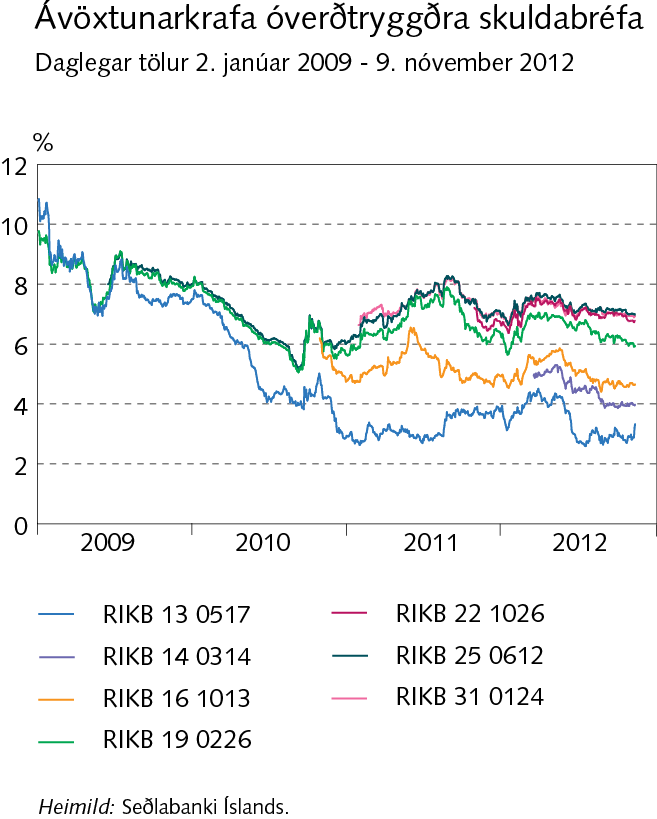 Ávöxtunarkrafa óverðtryggðra skuldabréfa
Daglegar tölur 2. janúar 2009 - 9. nóvember 2012
%
12
10
8
6
4
2
0
2009 2010 2011 2012
RIKB 13 0517
RIKB 14 0314
RIKB 16 1013
RIKB 19 0226
RIKB 22 1026
RIKB 25 0612
RIKB 31 0124
Heimild: Seðlabanki Íslands.